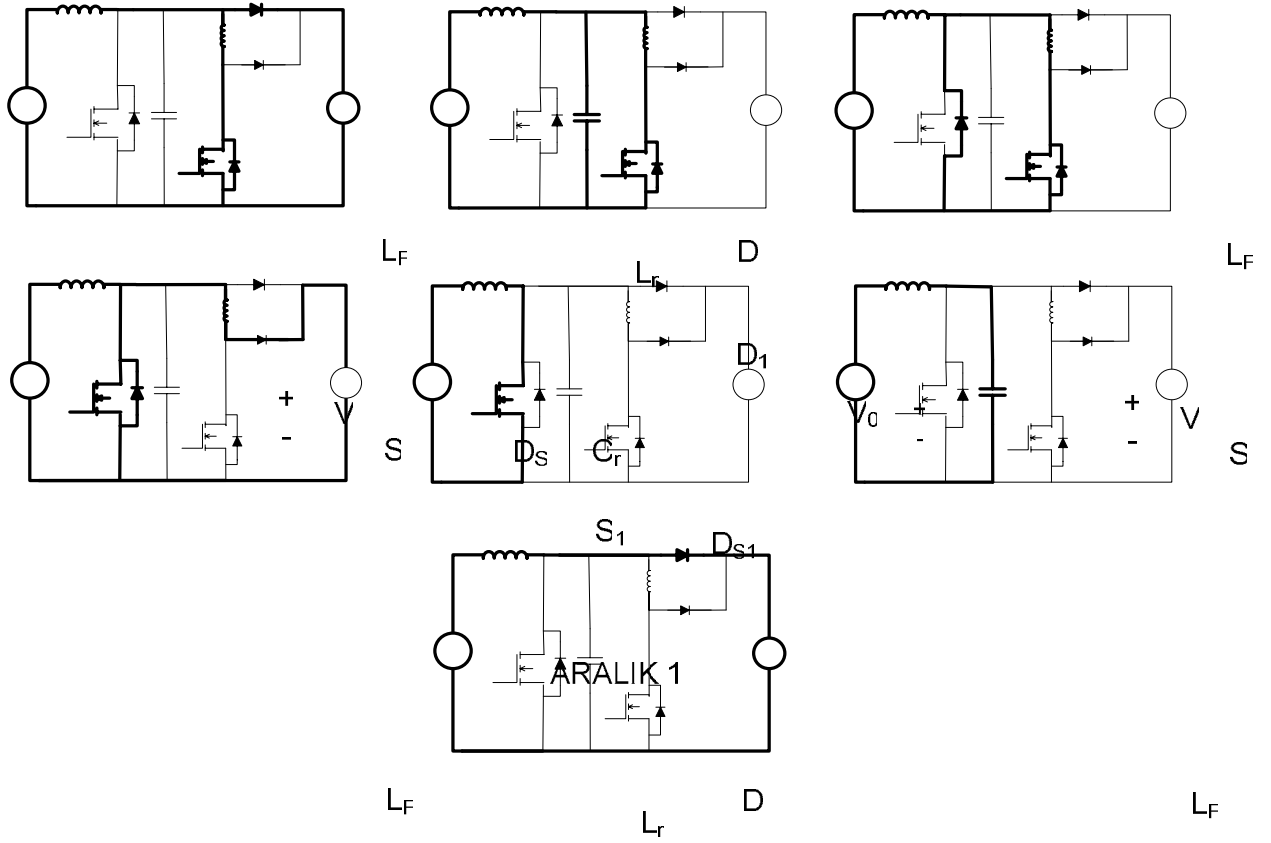 L_F D
L_r
L_F
D_1
+ V V_0 + + V
- - -
S D_S C_r S
S_1 D_S1
ARALIK 1
L_F D L_F
L_r